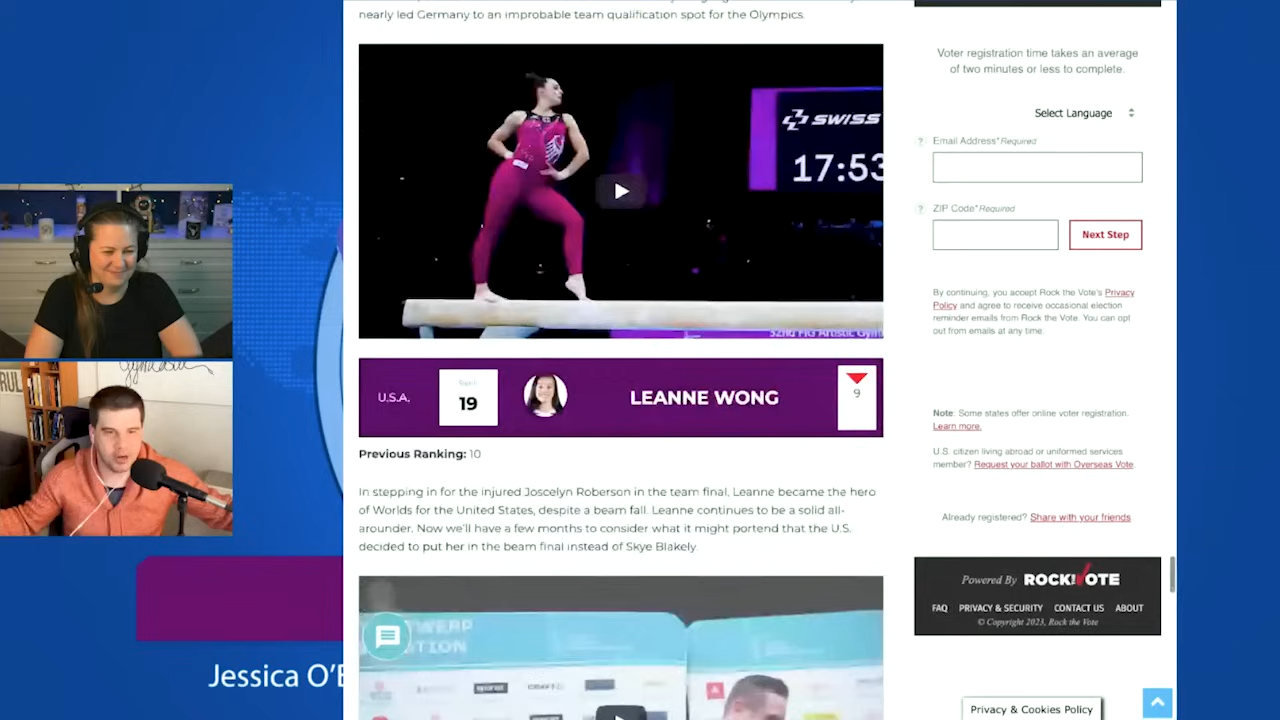 nearly led Germany to an improbable team qualification spot for the Olympics.
SWISS
17:53
U.S.A.
19
LEANNE WONG
9
Previous Ranking: 10
In stepping in for the injured Joscelyn Roberson in the team final, Leanne became the hero
of Worlds for the United States, despite a beam fall. Leanne continues to be a solid all-
arounder. Now we'll have a few months to consider what it might portend that the U.S.
decided to put her in the beam final instead of Skye Blakely.
Voter registration time takes an average
of two minutes or less to complete.
Select Language
? Email Address* Required
? ZIP Code* Required
Next Step
By continuing, you accept Rock the Vote's Privacy
Policy and agree to receive occasional election
reminder emails from Rock the Vote. You can opt
out from emails at any time.
Note: Some states offer online voter registration.
Learn more.
U.S. citizen living abroad or uniformed services
member? Request your ballot with Overseas Vote.
Already registered? Share with your friends
Powered By ROCK THE VOTE
FAQ PRIVACY & SECURITY CONTACT US ABOUT
© Copyright 2023, Rock the Vote
Privacy & Cookies Policy
Jessica O'